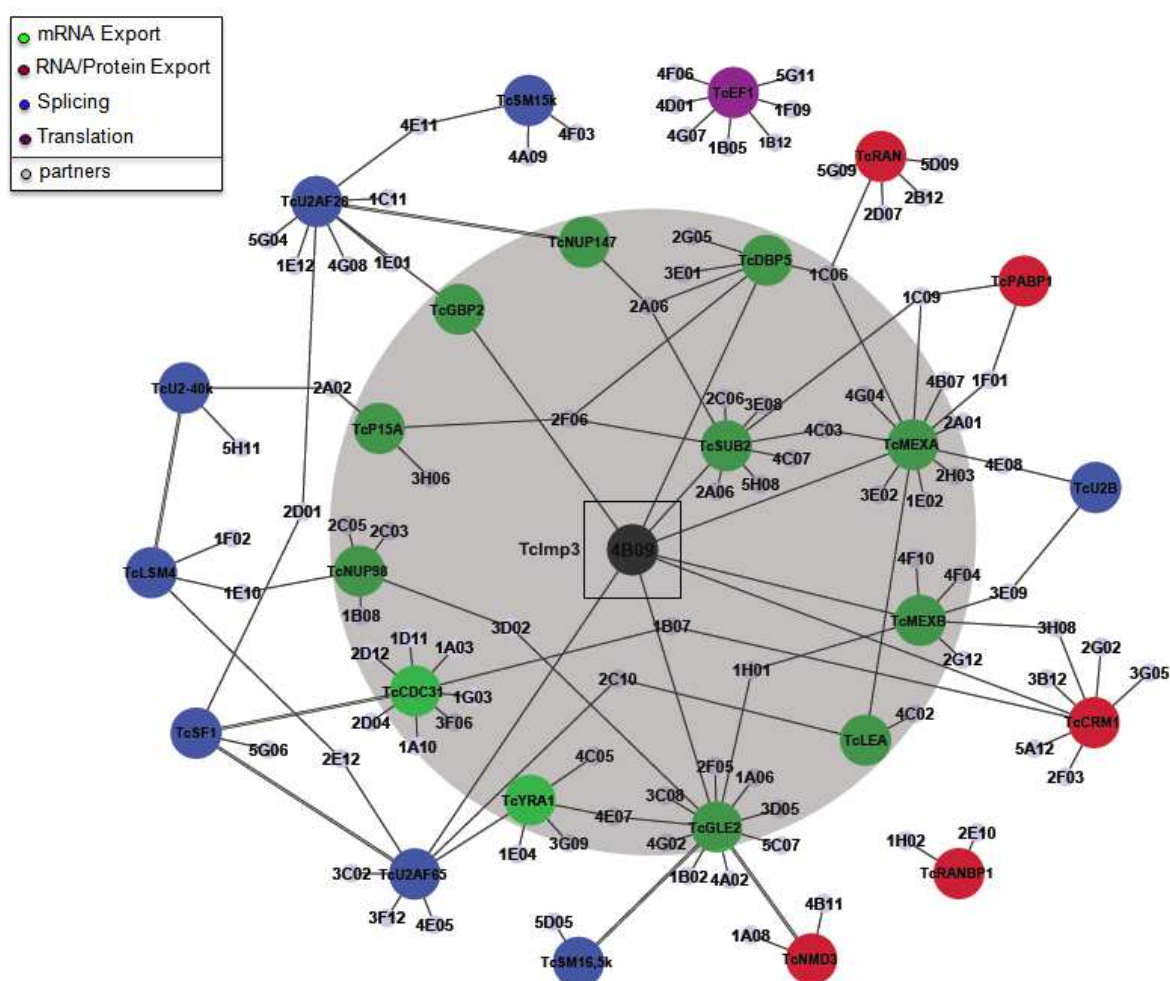 mRNA Export
RNA/Protein Export
Splicing
Translation
partners
TcSM15k
4E11
4F03
4A09
4F06
TcEF1
5G11
4D01
1F09
4G07
1B05
1B12
TcRAN
5G09
5D09
2B12
2D07
TcU2AF26
1C11
5G04
1E12
4G08
1E01
TcNUP147
2G05
TcDBP5
3E01
1C06
2A06
TcPABP1
1C09
TcGBP2
TcU2-40k
2A02
5H11
TcP15A
3H06
2F06
2C06
3E08
TcSUB2
4C03
4C07
2A06
5H08
4G04
4B07
1F01
2A01
TcMEXA
2H03
4E08
3E02
1E02
TcU2B
2D01
TcImp3
4B09
1F02
TcLSM4
1E10
2C05
2C03
TcNUP98
1B08
3D02
1B07
4F10
4F04
3E09
TcMEXB
3H08
2G12
1H01
2G02
3B12
3G05
TcCRM1
5A12
2F03
1D11
2D12
1A03
TcCDC31
1G03
2D04
3F06
1A10
2C10
4C02
TcLEA
TcSF1
5G06
2E12
4C05
TcYRA1
4E07
1E04
3G09
2F05
1A06
3C08
3D05
TcGLE2
4G02
5C07
1B02
4A02
1H02
2E10
TcRANBP1
3C02
TcU2AF65
3F12
4E05
5D05
TcSM16,5k
4B11
1A08
TcNMD3